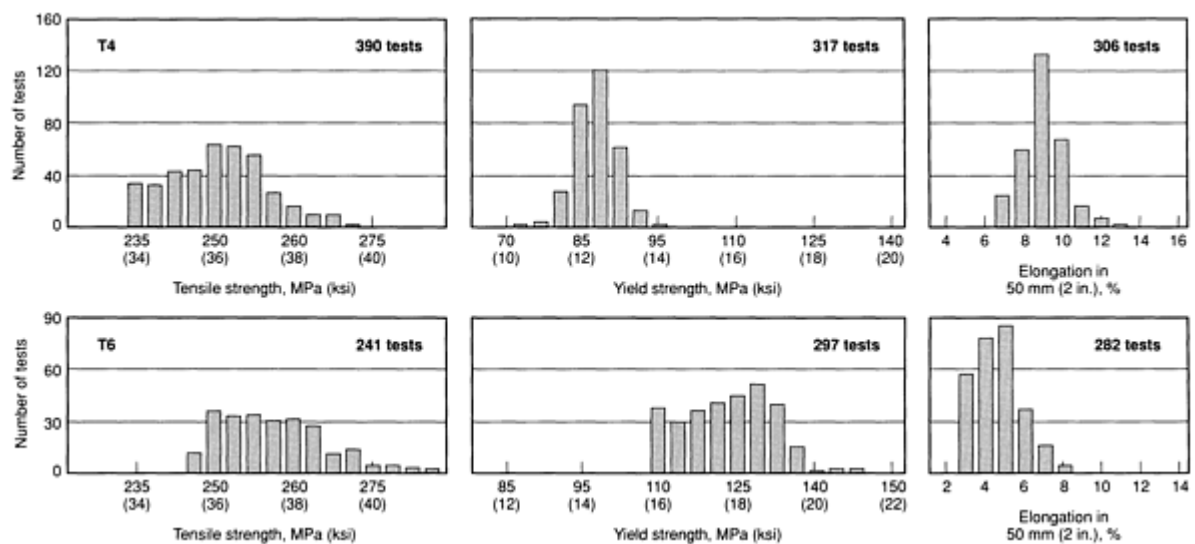 160
120
80
40
0
Number of tests
T4
390 tests
235 250 260 275
(34) (36) (38) (40)
Tensile strength, MPa (ksi)
317 tests
70 85 95 110 125 140
(10) (12) (14) (16) (18) (20)
Yield strength, MPa (ksi)
306 tests
4 6 8 10 12 14 16
Elongation in
50 mm (2 in.), %
90
60
30
0
Number of tests
T6
241 tests
235 250 260 275
(34) (36) (38) (40)
Tensile strength, MPa (ksi)
297 tests
85 95 110 125 140 150
(12) (14) (16) (18) (20) (22)
Yield strength, MPa (ksi)
282 tests
2 4 6 8 10 12 14
Elongation in
50 mm (2 in.), %